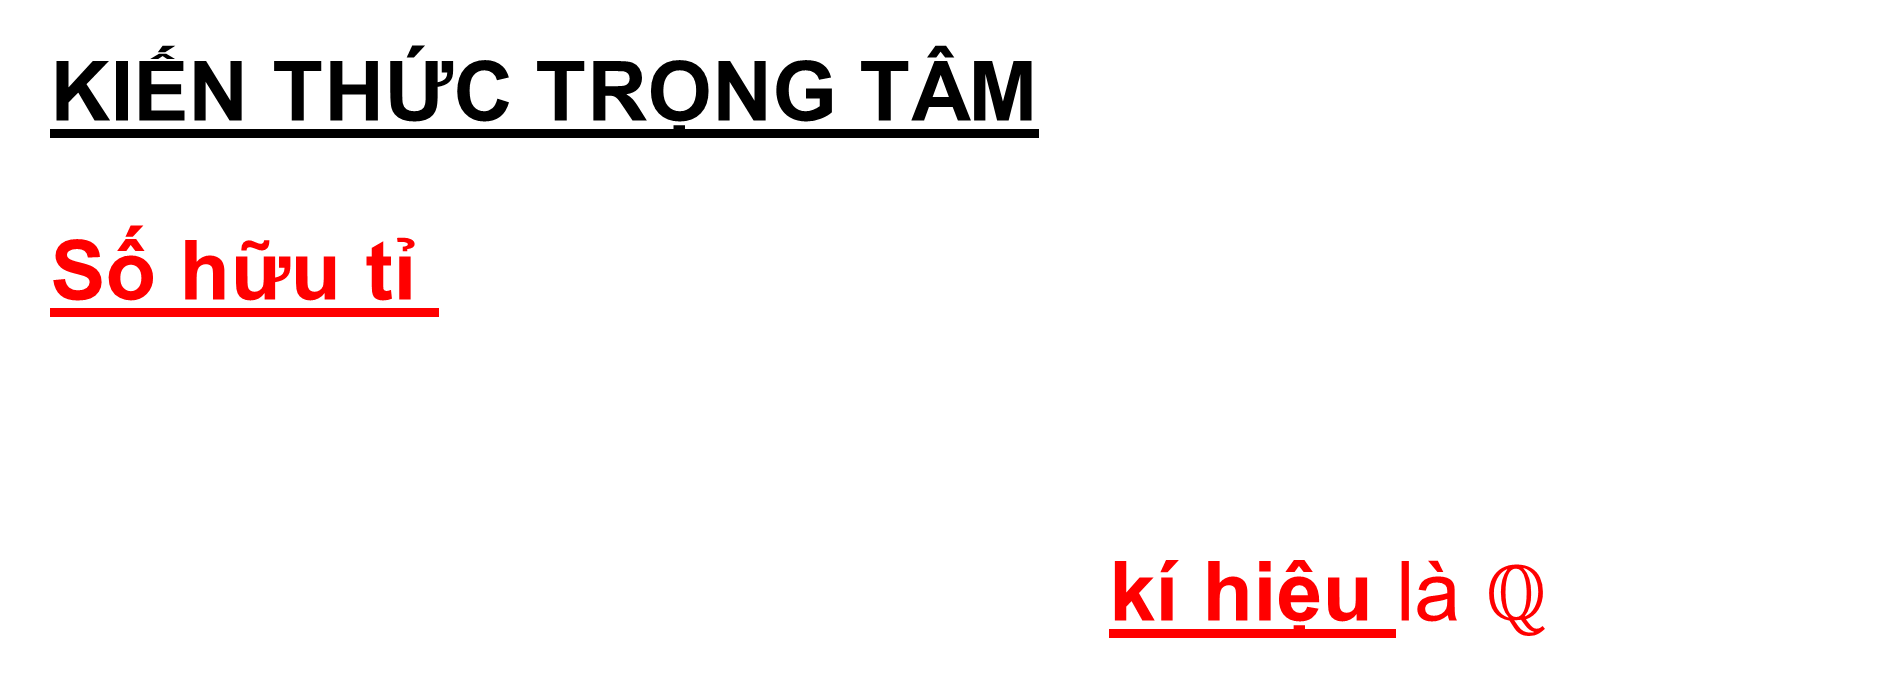 KIẾN THỨC TRỌNG TÂM
Số hữu tỉ
kí hiệu là ℚ